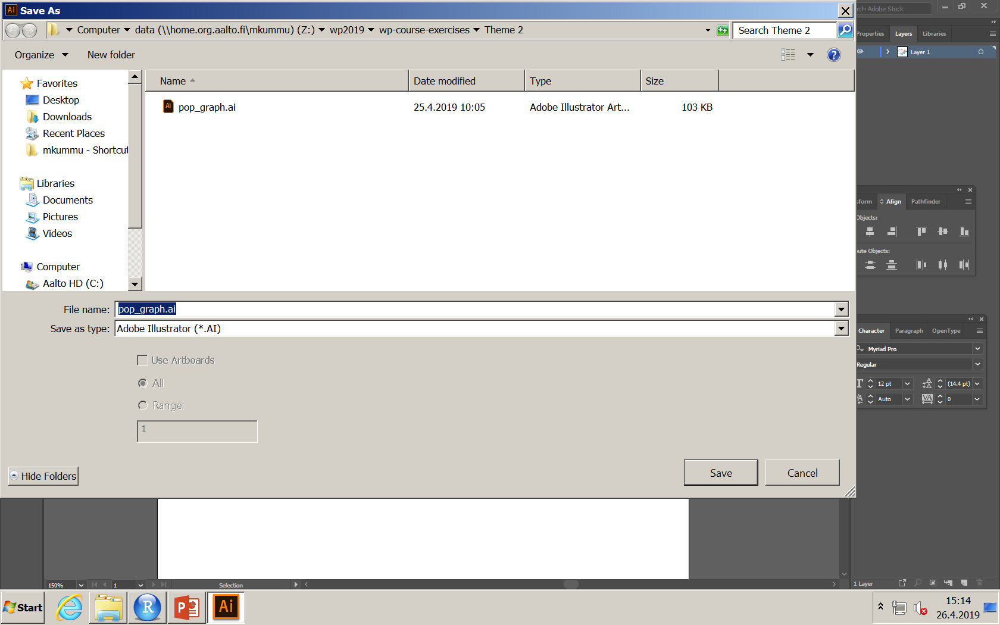 Ai Save As
rch Adobe Stock
Computer data (\\home.org.aalto.fi\mkummu) (Z:) wp2019 wp-course-exercises Theme 2
Search Theme 2
Organize New folder
Properties Layers Libraries
Layer 1
Name Date modified Type Size
pop_graph.ai 25.4.2019 10:05 Adobe Illustrator Art... 103 KB
Favorites
Desktop
Downloads
Recent Places
mkummu - Shortcut
Libraries
Documents
Pictures
Videos
Computer
Aalto HD (C:)
sform Align Pathfinder
Objects:
ute Objects:
File name: pop_graph.ai
Save as type: Adobe Illustrator (*.AI)
Use Artboards
All
Range:
1
Hide Folders
Save Cancel
Character Paragraph OpenType
Myriad Pro
Regular
12 pt (14.4 pt)
Auto VA 0
150% 1 Selection
1 Layer
Start
Ai
15:14
26.4.2019